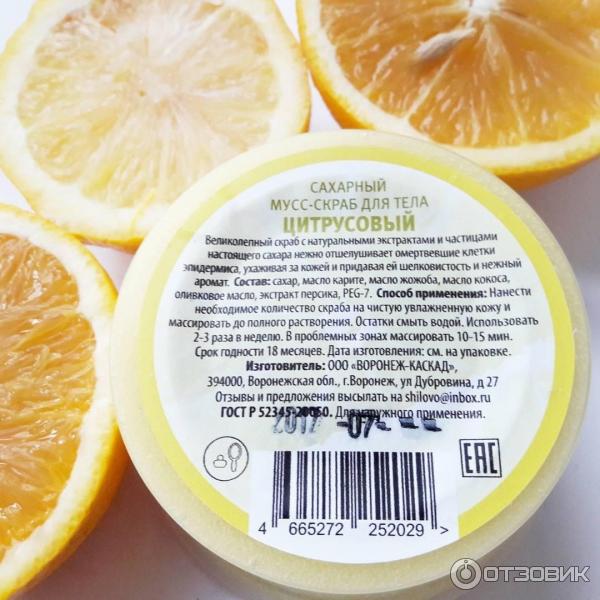 САХАРНЫЙ
МУСС-СКРАБ ДЛЯ ТЕЛА
ЦИТРУСОВЫЙ
Великолепный скраб с натуральными экстрактами и частицами
настоящего сахара нежно отшелушивает омертвевшие клетки
эпидермиса, ухаживая за кожей и придавая ей шелковистость и нежный
аромат. Состав: сахар, масло карите, масло жожоба, масло кокоса,
оливковое масло, экстракт персика, PEG-7. Способ применения: Нанести
необходимое количество скраба на чистую увлажненную кожу и
массировать до полного растворения. Остатки смыть водой. Использовать
2-3 раза в неделю. В проблемных зонах массировать 10-15 мин.
Срок годности 18 месяцев. Дата изготовления: см. на упаковке.
Изготовитель: ООО «ВОРОНЕЖ-КАСКАД»,
394000, Воронежская обл., г.Воронеж, ул Дубровина, д 27
Отзывы и предложения высылать на shilovo@inbox.ru
ГОСТ Р 52345-20050. Для наружного применения.
2017 -07-
EAC
4 665272 252029 >
ОТЗОВИК